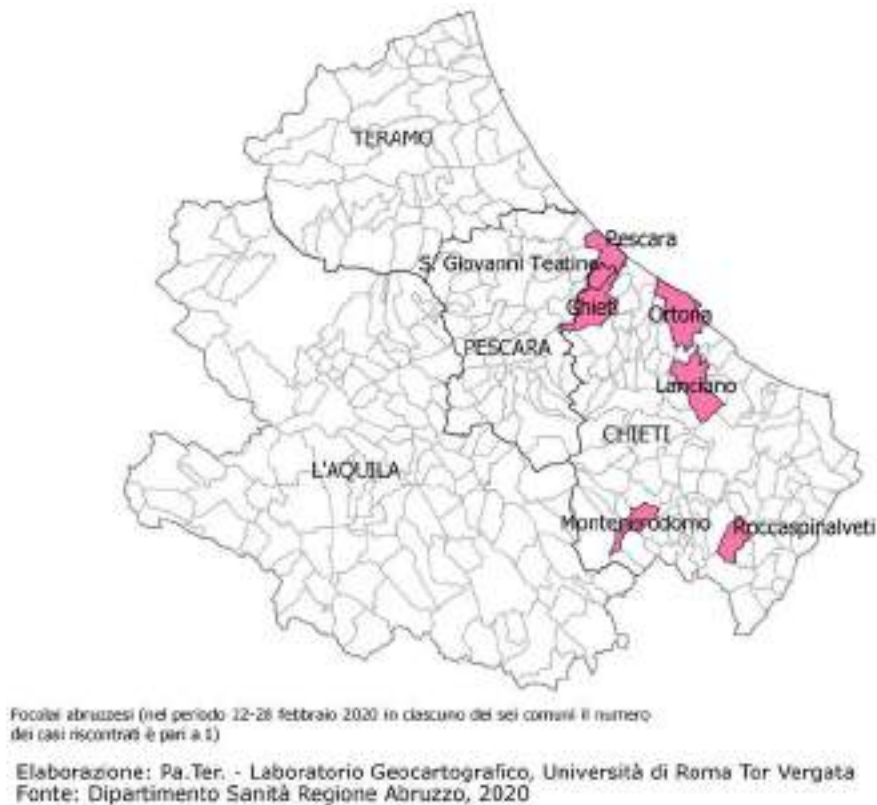 TERAMO
Pescara
S. Giovanni Teatino
Chieti
Ortona
PESCARA
Lanciano
CHIETI
L'AQUILA
Montenerodomo
Roccaspinalveti
Focolai abruzzesi (nel periodo 22-28 febbraio 2020 in ciascuno dei sei comuni il numero
dei casi riscontrati è pari a 1)
Elaborazione: Pa.Ter. - Laboratorio Geocartografico, Università di Roma Tor Vergata
Fonte: Dipartimento Sanità Regione Abruzzo, 2020